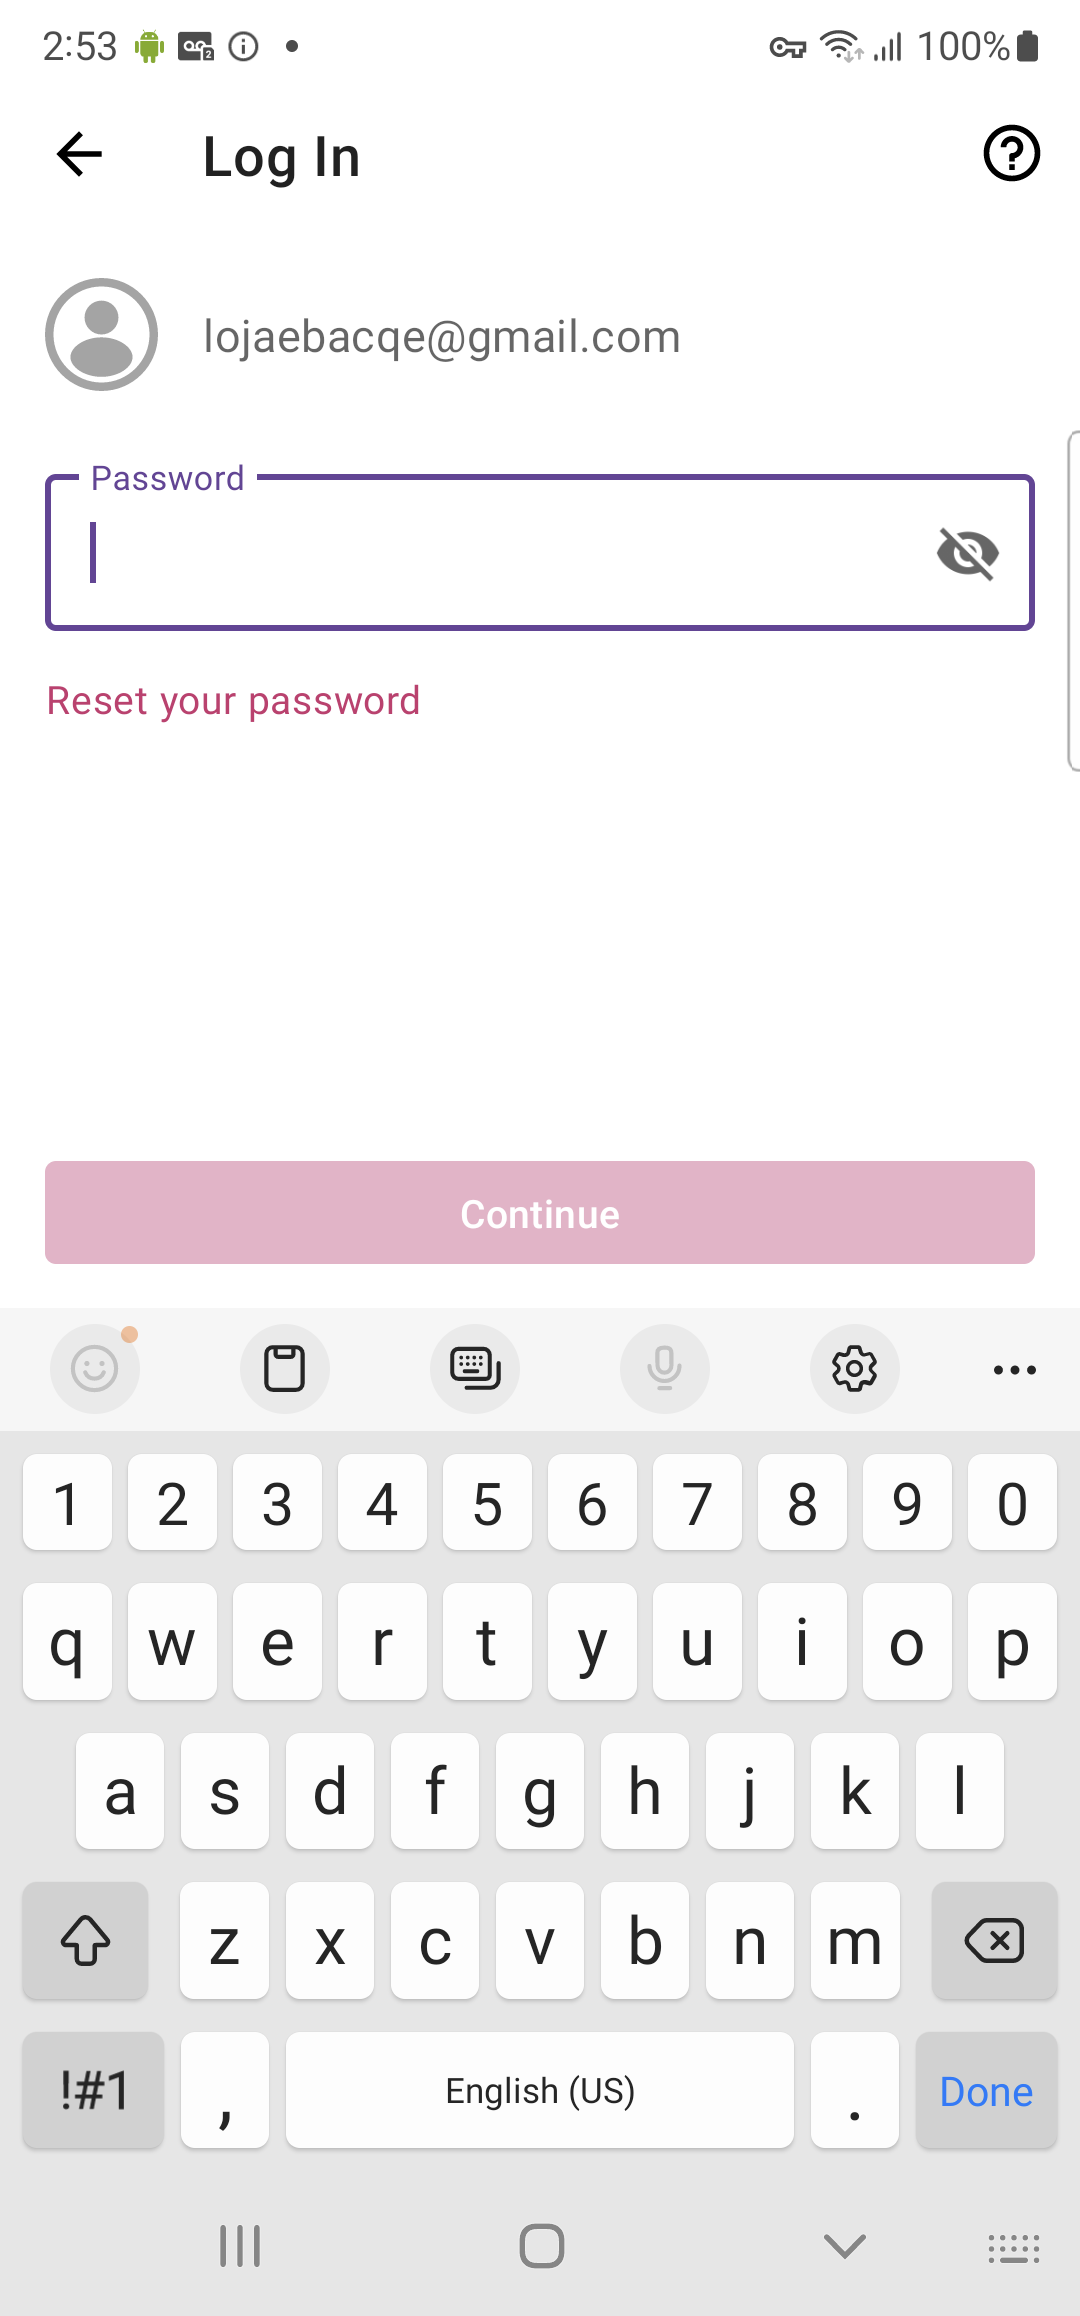 2:53
100%
Log In
lojaebacqe@gmail.com
Password
Reset your password
Continue
1 2 3 4 5 6 7 8 9 0
q w e r t y u i o p
a s d f g h j k l
z x c v b n m
!#1 , English (US) . Done